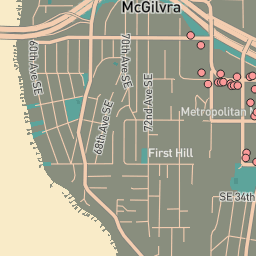 McGilvra
60th Ave SE
70th Ave SE
68th Ave SE
72nd Ave SE
Metropolitan
First Hill
SE 34th